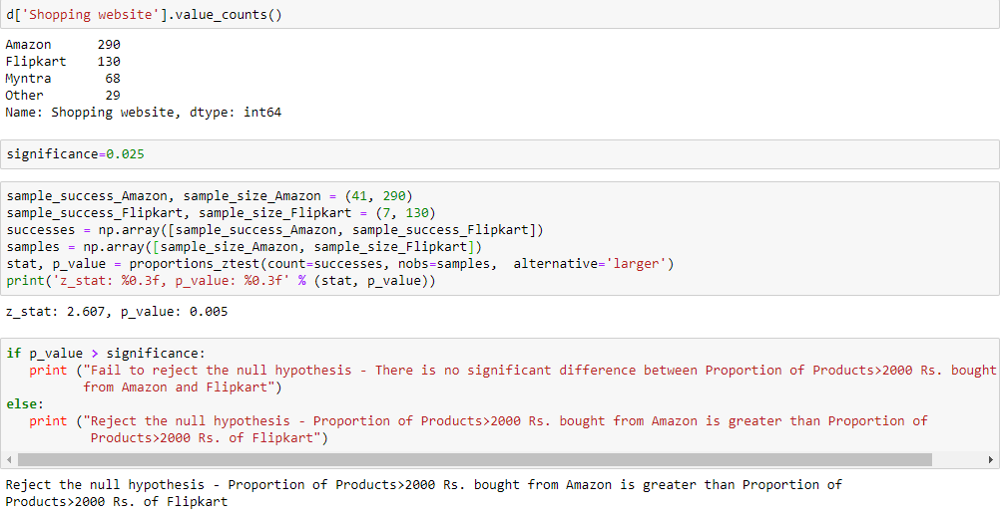 d['Shopping website'].value_counts()
Amazon      290
Flipkart    130
Myntra       68
Other        29
Name: Shopping website, dtype: int64
significance=0.025
sample_success_Amazon, sample_size_Amazon = (41, 290)
sample_success_Flipkart, sample_size_Flipkart = (7, 130)
successes = np.array([sample_success_Amazon, sample_success_Flipkart])
samples = np.array([sample_size_Amazon, sample_size_Flipkart])
stat, p_value = proportions_ztest(count=successes, nobs=samples,  alternative='larger')
print('z_stat: %0.3f, p_value: %0.3f' % (stat, p_value))
z_stat: 2.607, p_value: 0.005
if p_value > significance:
   print ("Fail to reject the null hypothesis - There is no significant difference between Proportion of Products>2000 Rs. bought
          from Amazon and Flipkart")
else:
   print ("Reject the null hypothesis - Proportion of Products>2000 Rs. bought from Amazon is greater than Proportion of
           Products>2000 Rs. of Flipkart")
Reject the null hypothesis - Proportion of Products>2000 Rs. bought from Amazon is greater than Proportion of
Products>2000 Rs. of Flipkart